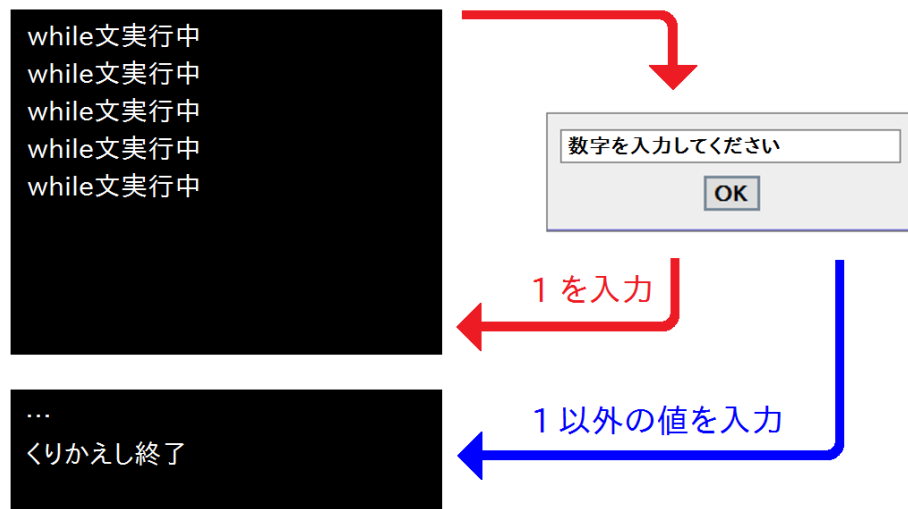 while文実行中
while文実行中
while文実行中
while文実行中
while文実行中
数字を入力してください
OK
1 を入力
...
くりかえし終了
1 以外の値を入力